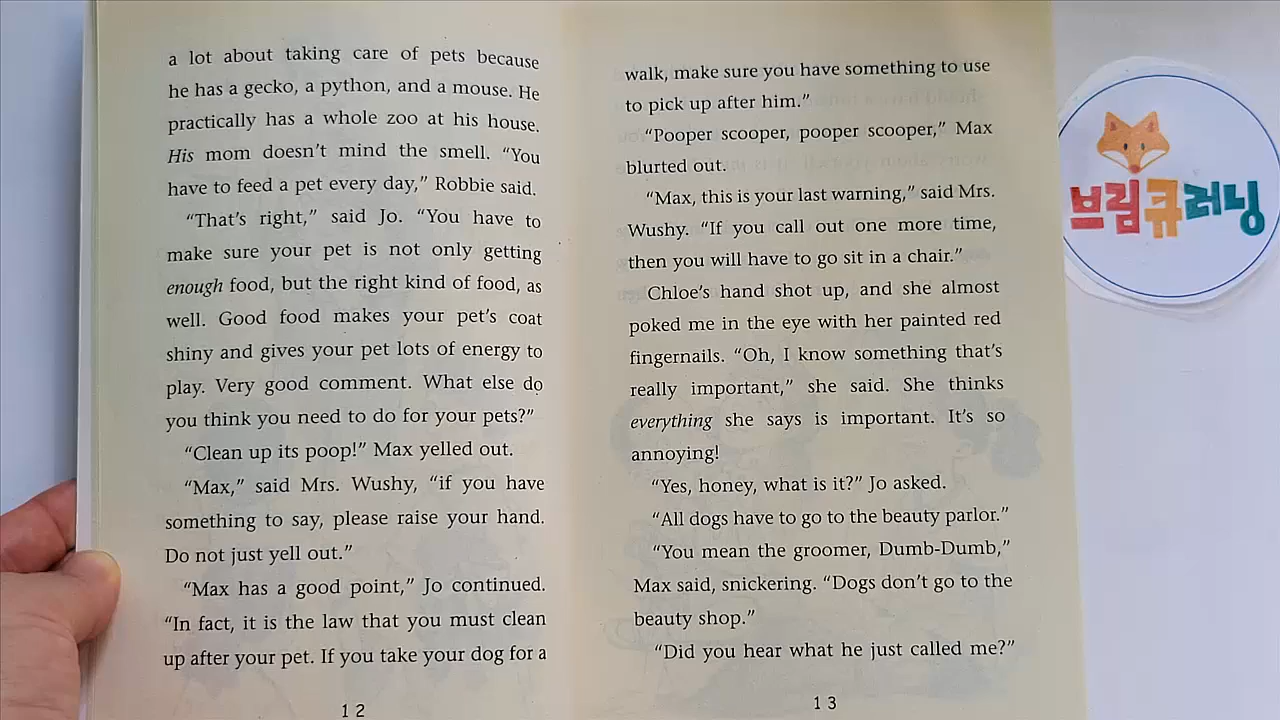 a lot about taking care of pets because
he has a gecko, a python, and a mouse. He
practically has a whole zoo at his house.
His mom doesn't mind the smell. “You
have to feed a pet every day,” Robbie said.
“That's right,” said Jo. “You have to
make sure your pet is not only getting
enough food, but the right kind of food, as
well. Good food makes your pet's coat
shiny and gives your pet lots of energy to
play. Very good comment. What else do
you think you need to do for your pets?”
“Clean up its poop!” Max yelled out.
“Max,” said Mrs. Wushy, “if you have
something to say, please raise your hand.
Do not just yell out.”
“Max has a good point,” Jo continued.
“In fact, it is the law that you must clean
up after your pet. If you take your dog for a
12
walk, make sure you have something to use
to pick up after him.”
“Pooper scooper, pooper scooper,” Max
blurted out.
“Max, this is your last warning,” said Mrs.
Wushy. “If you call out one more time,
then you will have to go sit in a chair.”
Chloe's hand shot up, and she almost
poked me in the eye with her painted red
fingernails. “Oh, I know something that's
really important,” she said. She thinks
everything she says is important. It's so
annoying!
“Yes, honey, what is it?” Jo asked.
“All dogs have to go to the beauty parlor.”
“You mean the groomer, Dumb-Dumb,”
Max said, snickering. “Dogs don't go to the
beauty shop.”
“Did you hear what he just called me?”
13
브림큐러닝